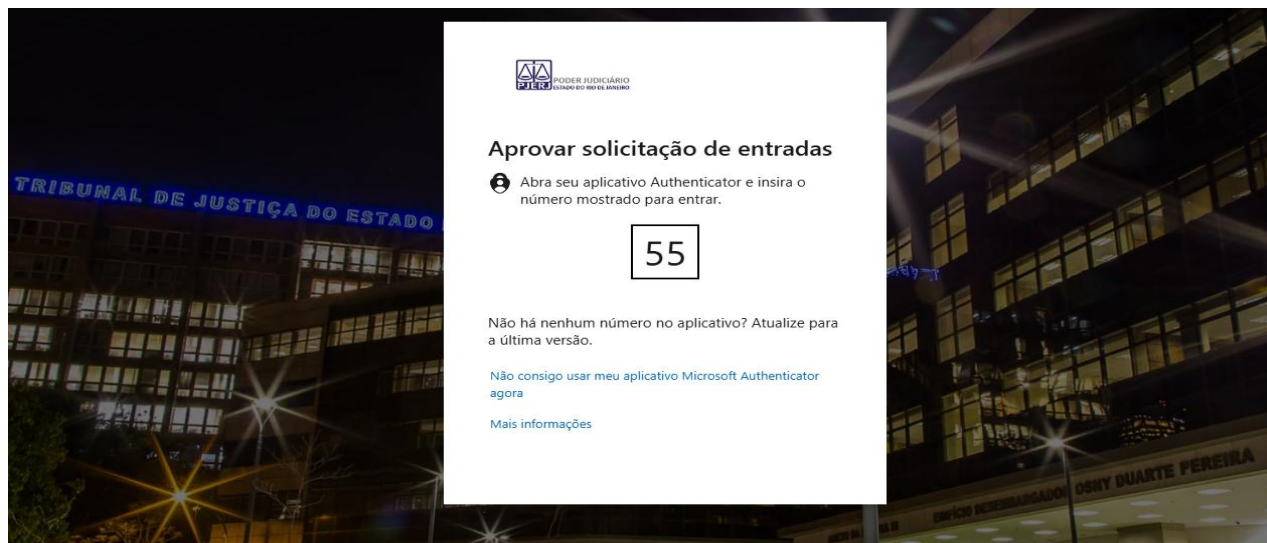 PJERJ
PODER JUDICIÁRIO
ESTADO DO RIO DE JANEIRO
Aprovar solicitação de entradas
Abra seu aplicativo Authenticator e insira o
número mostrado para entrar.
TRIBUNAL DE JUSTIÇA DO ESTADO
55
Não há nenhum número no aplicativo? Atualize para
a última versão.
Não consigo usar meu aplicativo Microsoft Authenticator
agora
Mais informações
EDIFÍCIO DESEMBARGADOR OSNY DUARTE PEREIRA